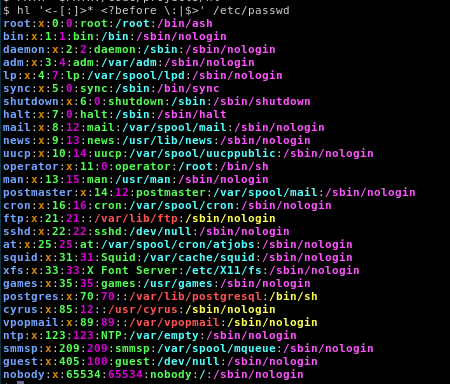 $ hl '<-[:]>* <?before \:|$>' /etc/passwd
root:x:0:0:root:/root:/bin/ash
bin:x:1:1:bin:/bin:/sbin/nologin
daemon:x:2:2:daemon:/sbin:/sbin/nologin
adm:x:3:4:adm:/var/adm:/sbin/nologin
lp:x:4:7:lp:/var/spool/lpd:/sbin/nologin
sync:x:5:0:sync:/sbin:/bin/sync
shutdown:x:6:0:shutdown:/sbin:/sbin/shutdown
halt:x:7:0:halt:/sbin:/sbin/halt
mail:x:8:12:mail:/var/spool/mail:/sbin/nologin
news:x:9:13:news:/usr/lib/news:/sbin/nologin
uucp:x:10:14:uucp:/var/spool/uucppublic:/sbin/nologin
operator:x:11:0:operator:/root:/bin/sh
man:x:13:15:man:/usr/man:/sbin/nologin
postmaster:x:14:12:postmaster:/var/spool/mail:/sbin/nologin
cron:x:16:16:cron:/var/spool/cron:/sbin/nologin
ftp:x:21:21::/var/lib/ftp:/sbin/nologin
sshd:x:22:22:sshd:/dev/null:/sbin/nologin
at:x:25:25:at:/var/spool/cron/atjobs:/sbin/nologin
squid:x:31:31:Squid:/var/cache/squid:/sbin/nologin
xfs:x:33:33:X Font Server:/etc/X11/fs:/sbin/nologin
games:x:35:35:games:/usr/games:/sbin/nologin
postgres:x:70:70::/var/lib/postgresql:/bin/sh
cyrus:x:85:12::/usr/cyrus:/sbin/nologin
vpopmail:x:89:89::/var/vpopmail:/sbin/nologin
ntp:x:123:123:NTP:/var/empty:/sbin/nologin
smmsp:x:209:209:smmsp:/var/spool/mqueue:/sbin/nologin
guest:x:405:100:guest:/dev/null:/sbin/nologin
nobody:x:65534:65534:nobody:/:/sbin/nologin